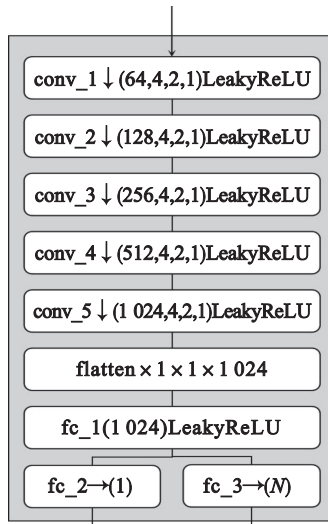 conv_1↓(64,4,2,1)LeakyReLU
conv_2↓(128,4,2,1)LeakyReLU
conv_3↓(256,4,2,1)LeakyReLU
conv_4↓(512,4,2,1)LeakyReLU
conv_5↓(1 024,4,2,1)LeakyReLU
flatten×1×1×1 024
fc_1(1 024)LeakyReLU
fc_2→(1) fc_3→(N)